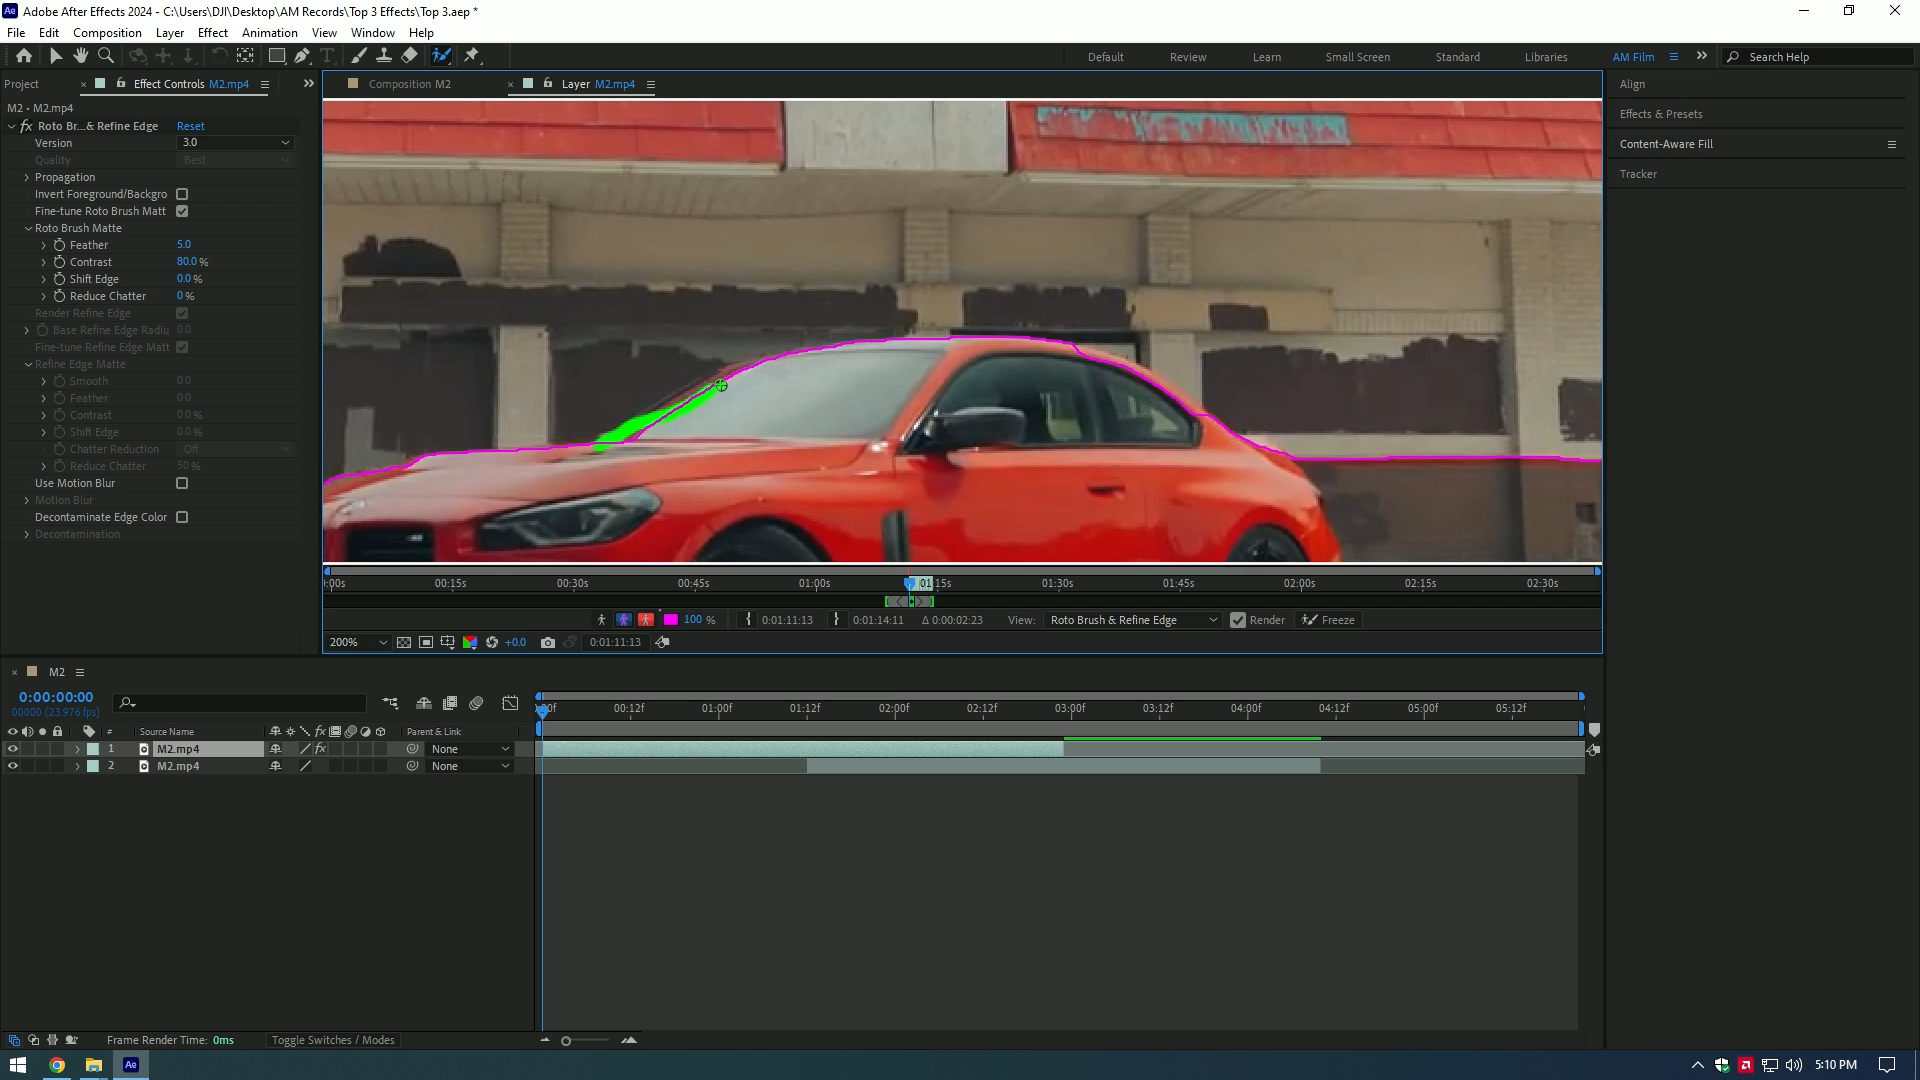 Adobe After Effects 2024 - C:\Users\DJI\Desktop\AM Records\Top 3 Effects\Top 3.aep *
File Edit Composition Layer Effect Animation View Window Help
Default Review Learn Small Screen Standard Libraries AM Film Search Help
Project Effect Controls M2.mp4
Composition M2 Layer M2.mp4
M2 • M2.mp4
Roto Br...& Refine Edge Reset
Version 3.0
Quality Best
Propagation
Invert Foreground/Backgro
Fine-tune Roto Brush Matt
Roto Brush Matte
Feather 5.0
Contrast 80.0 %
Shift Edge 0.0 %
Reduce Chatter 0 %
Render Refine Edge
Base Refine Edge Radiu 0.0
Fine-tune Refine Edge Matt
Refine Edge Matte
Smooth 0.0
Feather 0.0
Contrast 0.0 %
Shift Edge 0.0 %
Chatter Reduction Off
Reduce Chatter 50 %
Use Motion Blur
Motion Blur
Decontaminate Edge Color
Decontamination
Align
Effects & Presets
Content-Aware Fill
Tracker
:00s 00:15s 00:30s 00:45s 01:00s 01:15s 01:30s 01:45s 02:00s 02:15s 02:30s
100 % 0:01:11:13 0:01:14:11 Δ 0:00:02:23 View: Roto Brush & Refine Edge Render Freeze
200% +0.0 0:01:11:13
M2
0:00:00:00
00000 (23.976 fps)
:00f 00:12f 01:00f 01:12f 02:00f 02:12f 03:00f 03:12f 04:00f 04:12f 05:00f 05:12f
# Source Name fx Parent & Link
1 M2.mp4 fx None
2 M2.mp4 None
Frame Render Time: 0ms Toggle Switches / Modes
Ae 5:10 PM